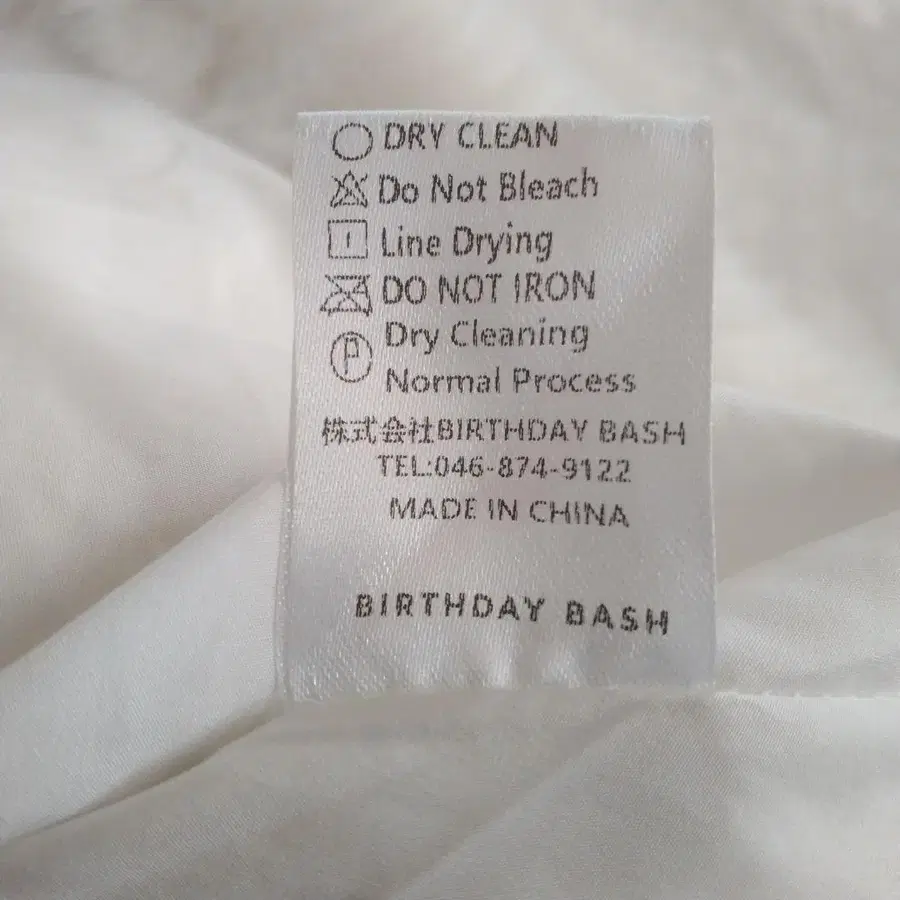 DRY CLEAN
Do Not Bleach
Line Drying
DO NOT IRON
P
Dry Cleaning
Normal Process
株式会社BIRTHDAY BASH
TEL:046-874-9122
MADE IN CHINA
BIRTHDAY BASH